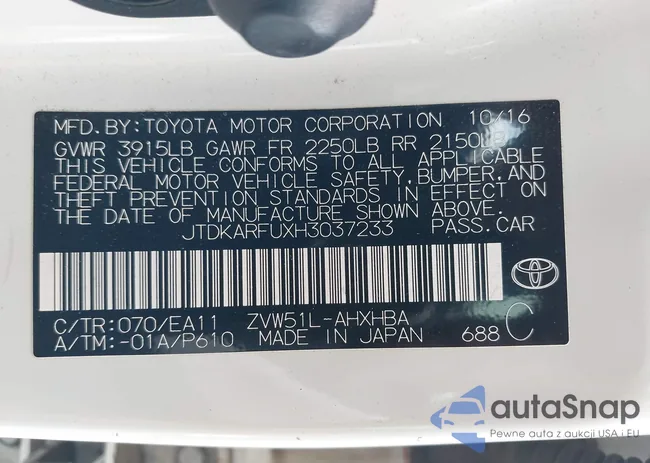 MFD. BY: TOYOTA MOTOR CORPORATION 10/16
GVWR 3915LB GAWR FR 2250LB RR 2150LB
THIS VEHICLE CONFORMS TO ALL APPLICABLE
FEDERAL MOTOR VEHICLE SAFETY, BUMPER, AND
THEFT PREVENTION STANDARDS IN EFFECT ON
THE DATE OF MANUFACTURE SHOWN ABOVE.
JTDKARFUXH3037233 PASS. CAR
C/TR: 070/EA11 ZVW51L-AHXHBA
A/TM: -01A/P610 MADE IN JAPAN 688 C
autaSnap
Pewne auta z aukcji USA i EU